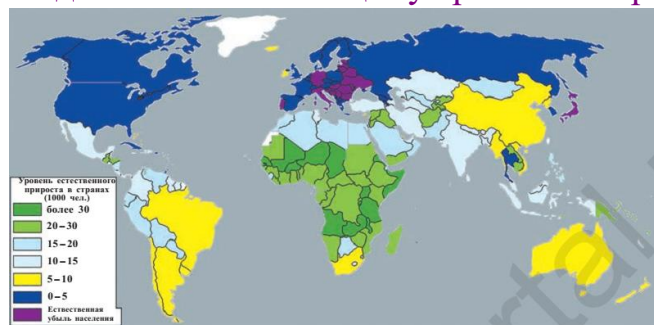 Уровень естественного
прироста в странах
(1000 чел.)
более 30
20–30
15–20
10–15
5–10
0–5
Ествественная
убыль населения